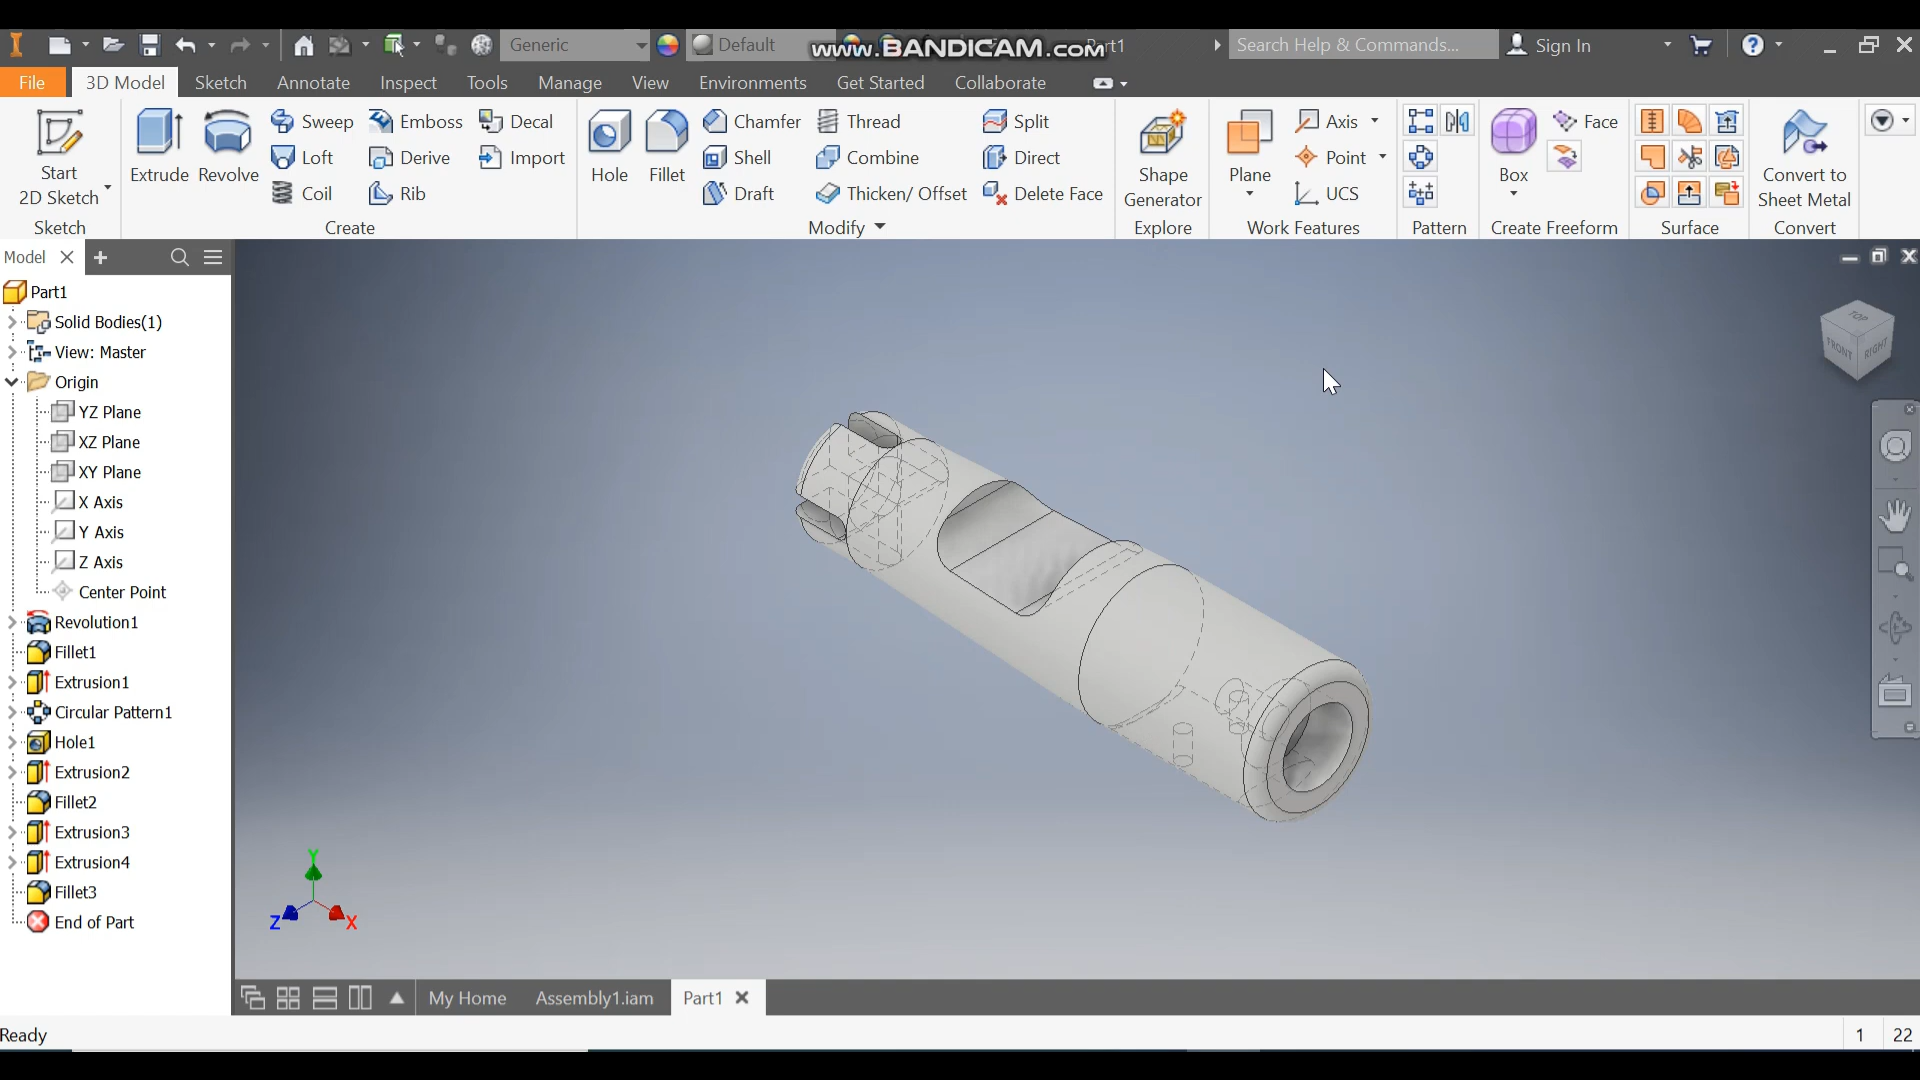 Generic
Default
www.BANDICAM.com
Part1
Search Help & Commands...
Sign In
File
3D Model
Sketch
Annotate
Inspect
Tools
Manage
View
Environments
Get Started
Collaborate
Start
2D Sketch
Extrude
Revolve
Sweep
Loft
Coil
Emboss
Derive
Rib
Decal
Import
Hole
Fillet
Chamfer
Shell
Draft
Thread
Combine
Thicken/ Offset
Split
Direct
Delete Face
Shape
Generator
Plane
Axis
Point
UCS
Box
Face
Convert to
Sheet Metal
Sketch
Create
Modify
Explore
Work Features
Pattern
Create Freeform
Surface
Convert
Model
Part1
Solid Bodies(1)
View: Master
Origin
YZ Plane
XZ Plane
XY Plane
X Axis
Y Axis
Z Axis
Center Point
Revolution1
Fillet1
Extrusion1
Circular Pattern1
Hole1
Extrusion2
Fillet2
Extrusion3
Extrusion4
Fillet3
End of Part
TOP
FRONT
RIGHT
Y
Z
X
My Home
Assembly1.iam
Part1
Ready
1
22